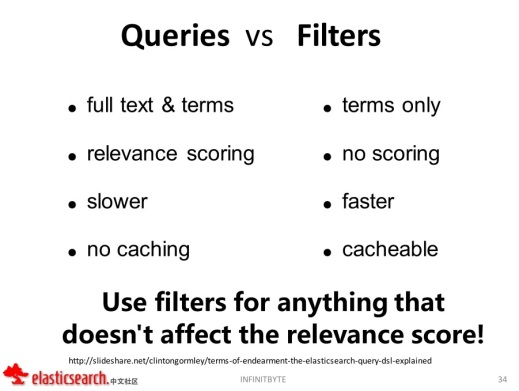 Queries vs Filters
• full text & terms
• relevance scoring
• slower
• no caching
• terms only
• no scoring
• faster
• cacheable
Use filters for anything that
doesn't affect the relevance score!
http://slideshare.net/clintongormley/terms-of-endearment-the-elasticsearch-query-dsl-explained
elasticsearch.中文社区
INFINITBYTE
34